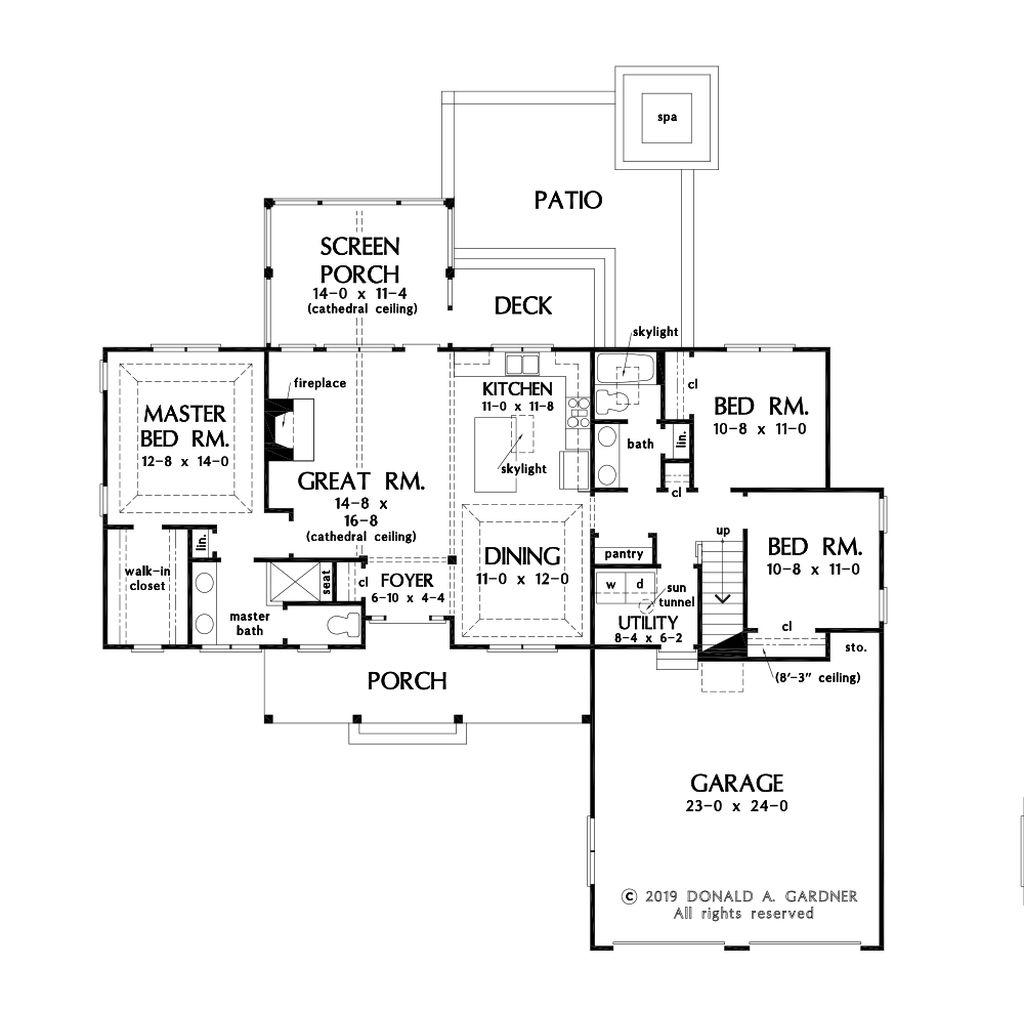 spa
PATIO
SCREEN
PORCH
14-0 x 11-4
(cathedral ceiling)
DECK
skylight
fireplace
MASTER
BED RM.
12-8 x 14-0
KITCHEN
11-0 x 11-8
skylight
cl
BED RM.
10-8 x 11-0
bath
lin.
cl
GREAT RM.
14-8 x
16-8
(cathedral ceiling)
lin.
walk-in
closet
seat
cl
FOYER
6-10 x 4-4
master
bath
DINING
11-0 x 12-0
pantry
up
w d
sun
tunnel
UTILITY
8-4 x 6-2
BED RM.
10-8 x 11-0
cl
sto.
(8'-3" ceiling)
PORCH
GARAGE
23-0 x 24-0
© 2019 DONALD A. GARDNER
All rights reserved